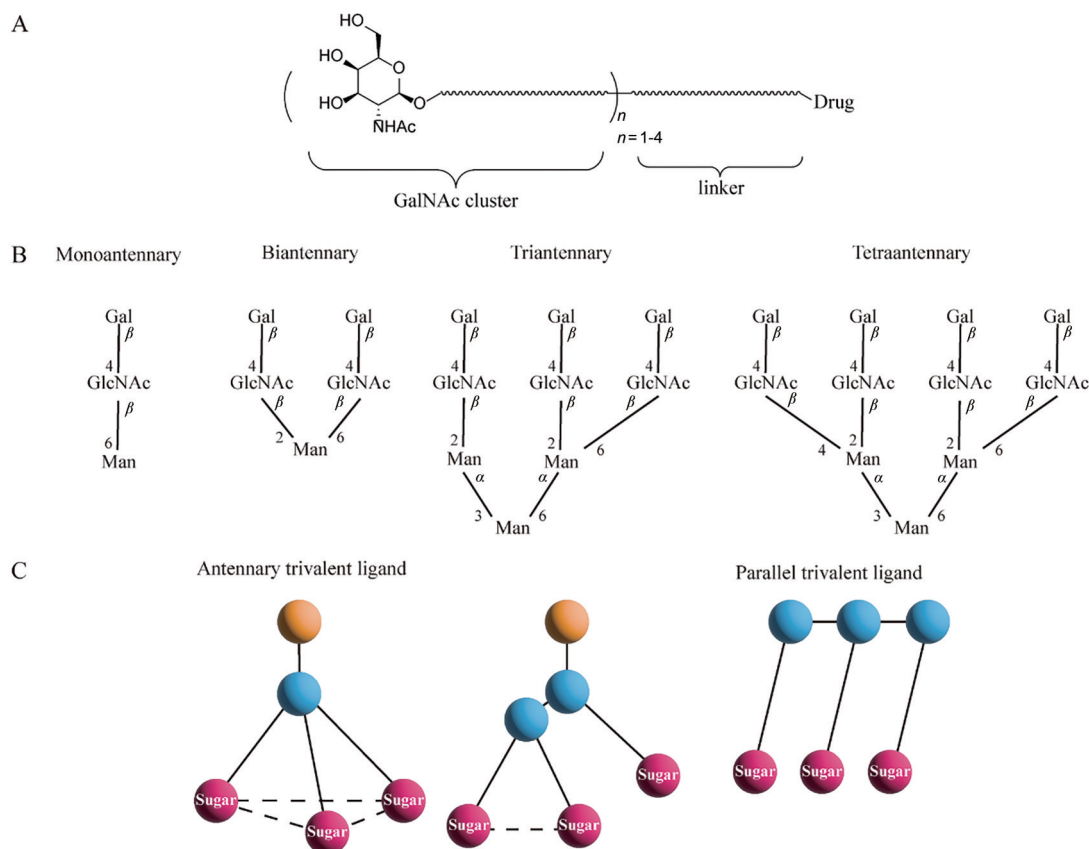 A
HO
HO
O
HO
O
NHAc
n
n=1-4
Drug
GalNAc cluster
linker
B
Monoantennary Biantennary Triantennary Tetraantennary
Gal Gal Gal Gal Gal Gal Gal Gal Gal Gal
β β β β β β β β β β
4 4 4 4 4 4 4 4 4 4
GlcNAc GlcNAc GlcNAc GlcNAc GlcNAc GlcNAc GlcNAc GlcNAc GlcNAc GlcNAc
β β β β β β β β β β
6 2 6 2 2 6 4 2 2 6
Man Man Man Man Man Man
α α α α
3 6 3 6
Man Man
C
Antennary trivalent ligand Parallel trivalent ligand
Sugar Sugar Sugar Sugar Sugar Sugar Sugar Sugar Sugar